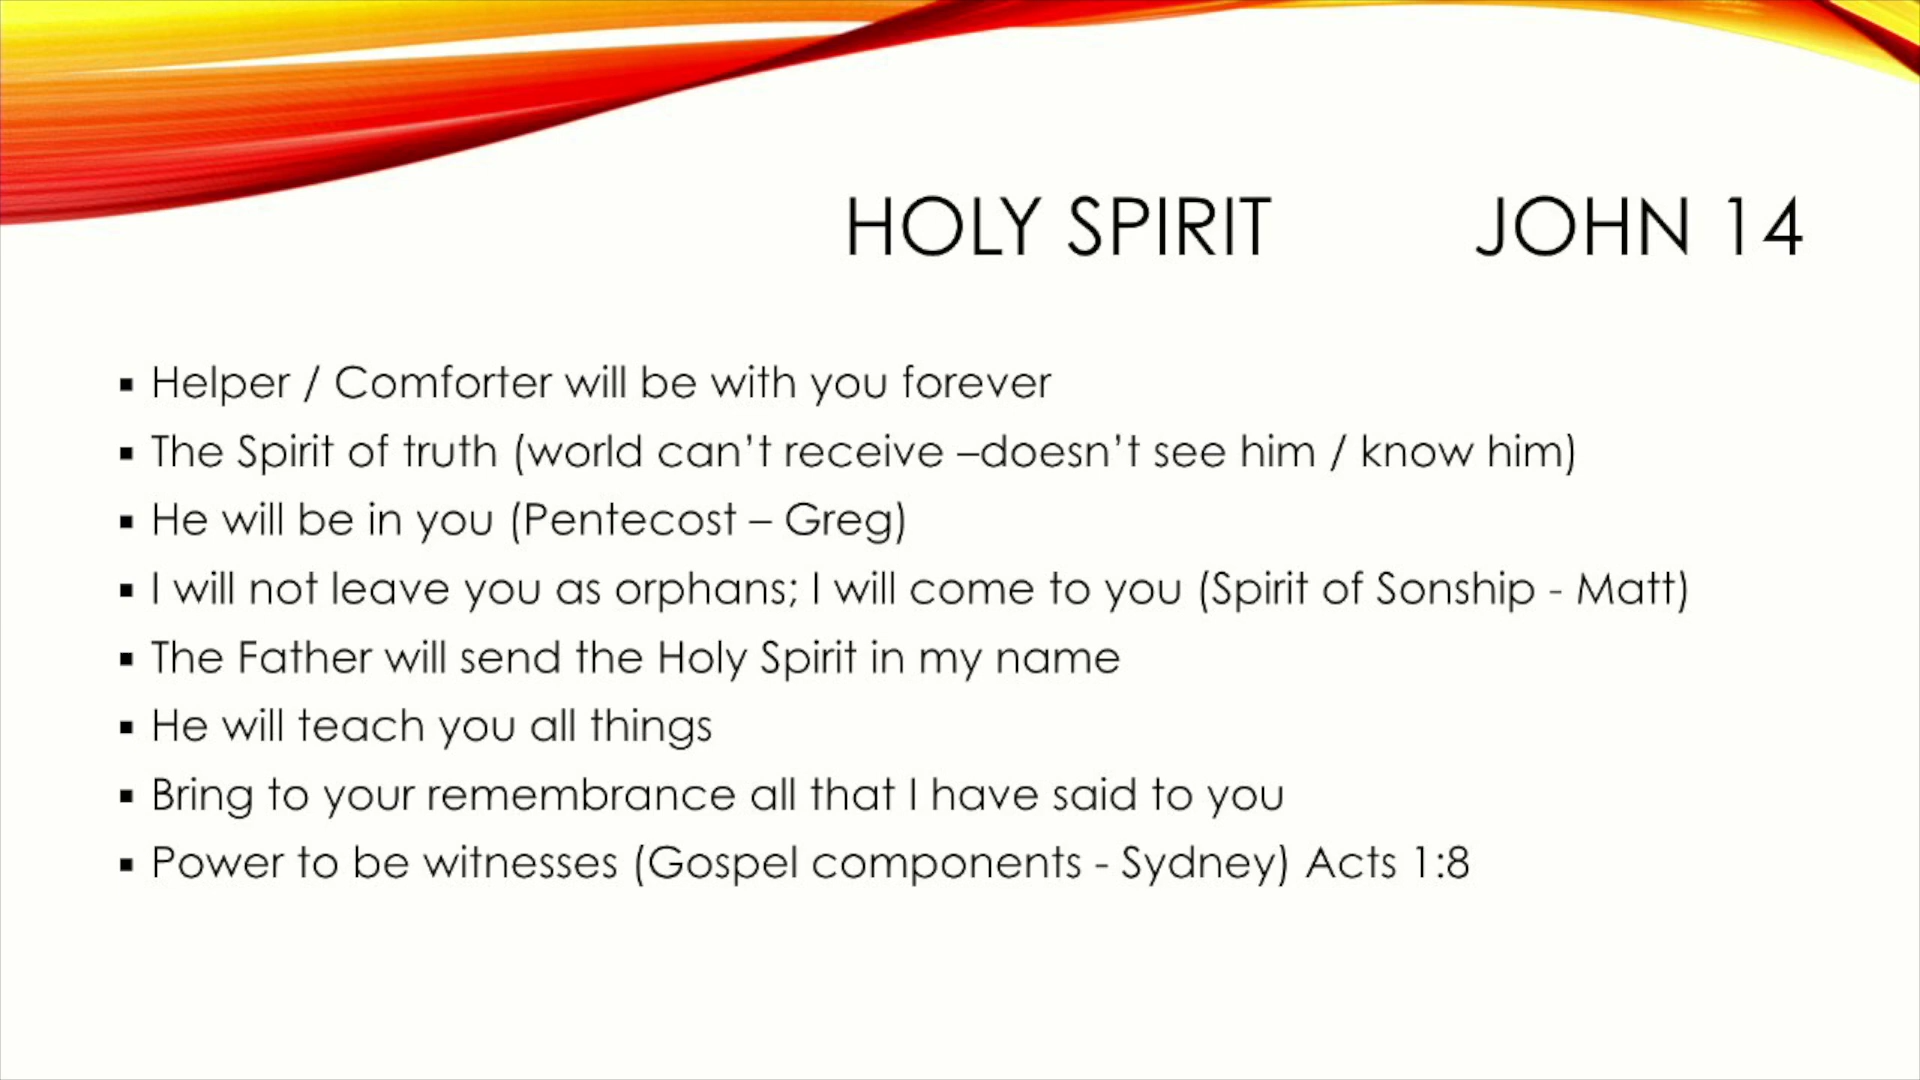 HOLY SPIRIT JOHN 14
▪ Helper / Comforter will be with you forever
▪ The Spirit of truth (world can't receive –doesn't see him / know him)
▪ He will be in you (Pentecost – Greg)
▪ I will not leave you as orphans; I will come to you (Spirit of Sonship - Matt)
▪ The Father will send the Holy Spirit in my name
▪ He will teach you all things
▪ Bring to your remembrance all that I have said to you
▪ Power to be witnesses (Gospel components - Sydney) Acts 1:8